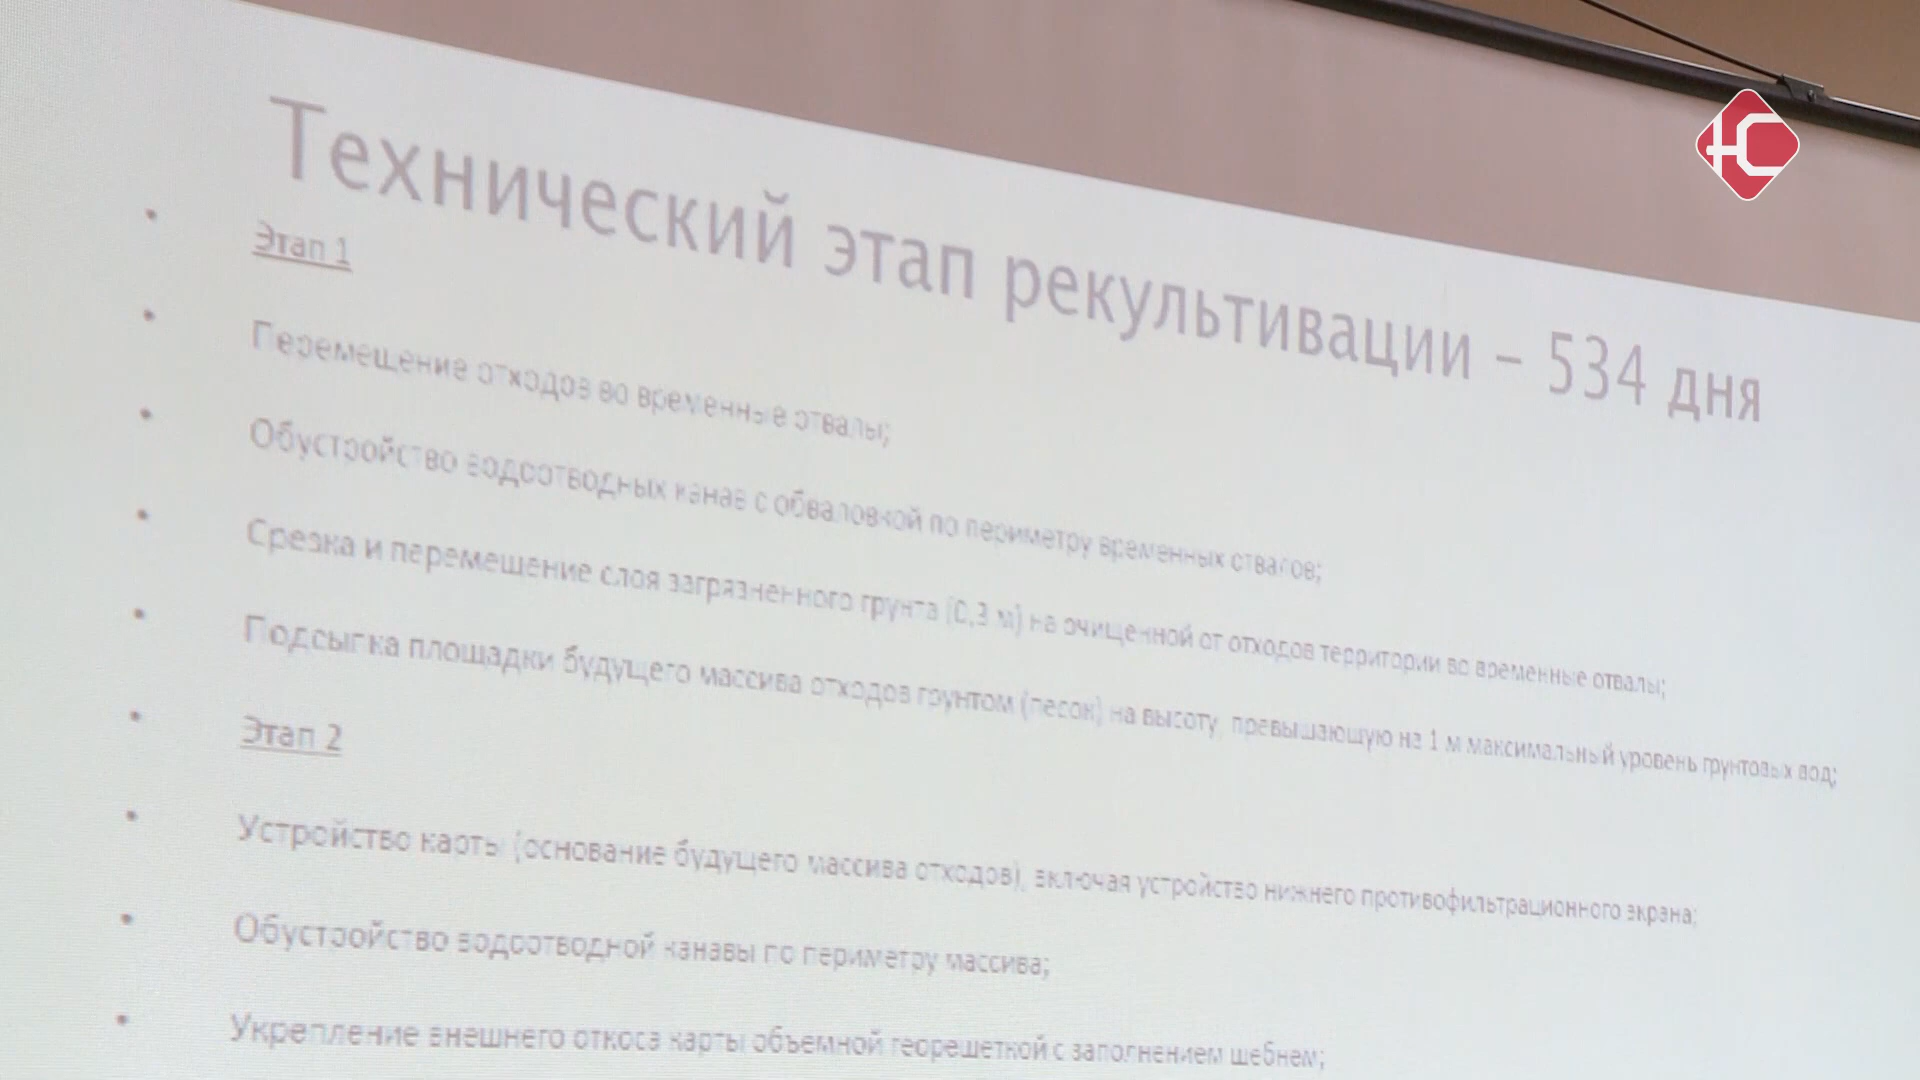 Технический этап рекультивации – 534 дня
• Этап 1
• Перемещение отходов во временные отвалы;
• Обустройство водоотводных канав с обваловкой по периметру временных отвалов;
• Срезка и перемещение слоя загрязненного грунта (0,3 м) на очищенной от отходов территории во временные отвалы;
• Подсыпка площадки будущего массива отходов грунтом (песок) на высоту, превышающую на 1 м максимальный уровень грунтовых вод;
• Этап 2
• Устройство карты (основание будущего массива отходов), включая устройство нижнего противофильтрационного экрана;
• Обустройство водоотводной канавы по периметру массива;
• Укрепление внешнего откоса карты объемной георешеткой с заполнением щебнем;
ЮС